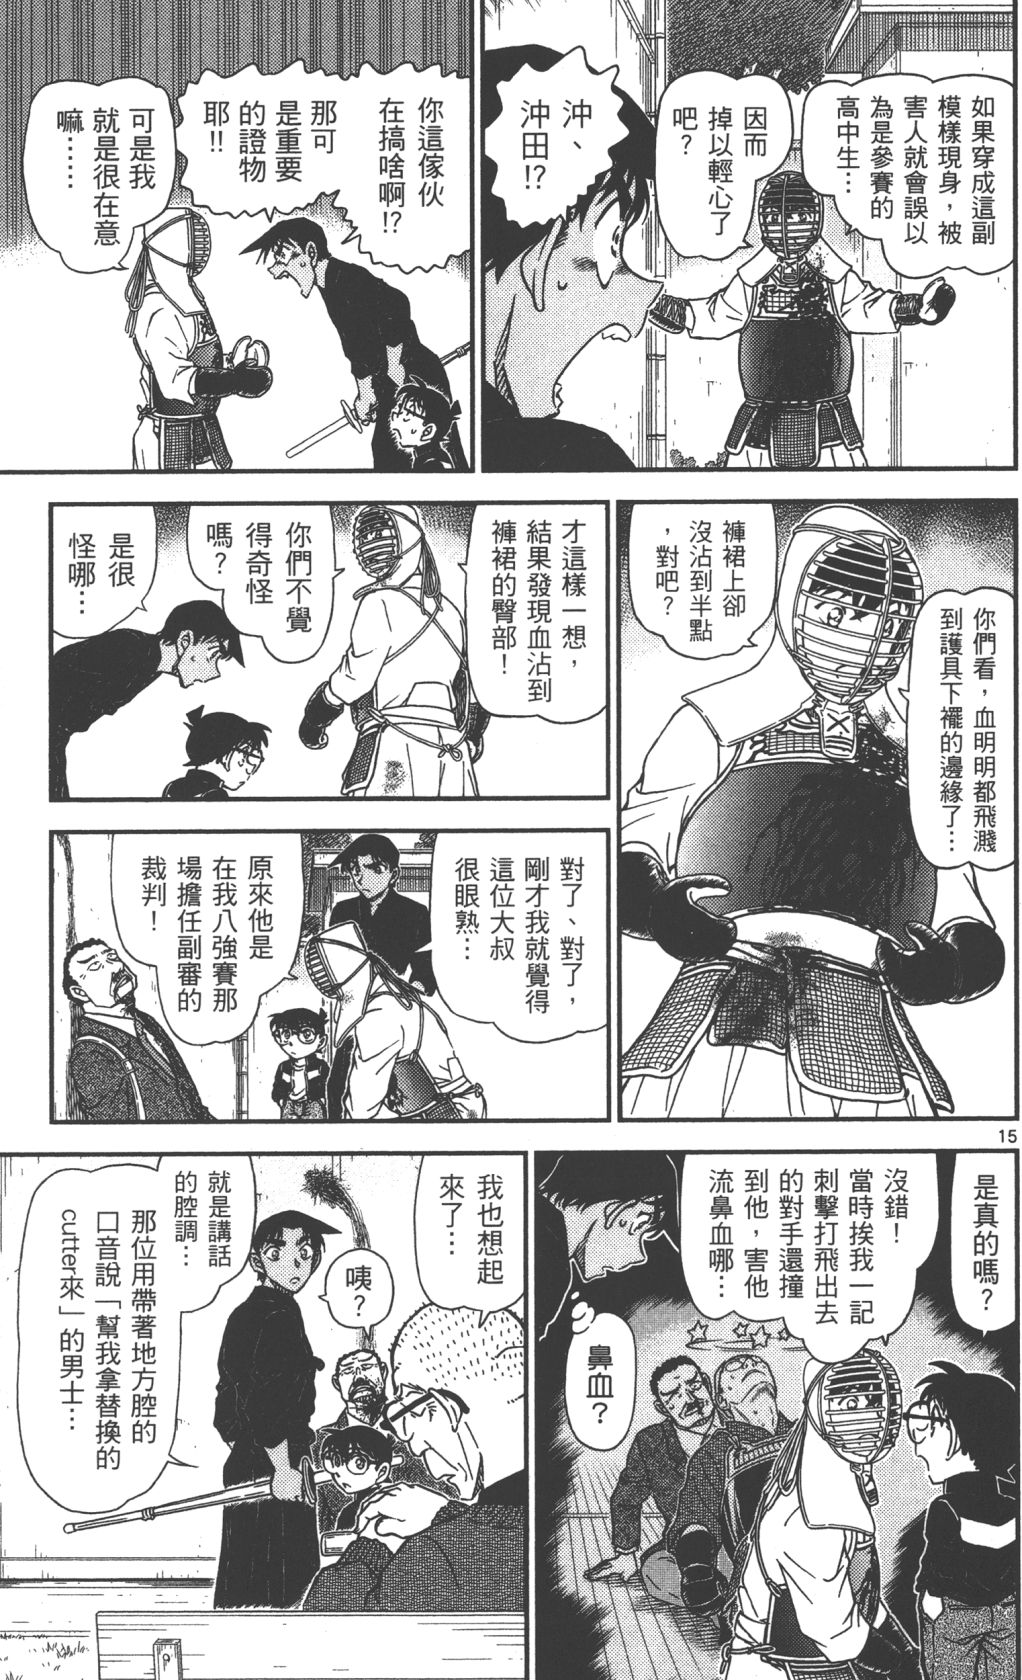 如果穿成這副
模樣現身，被
害人就會誤以
為是參賽的
高中生…
因而
掉以輕心了
吧？
沖、
沖田!?
你這傢伙
在搞啥啊!?
那可
是重要
的證物
耶!!
可是我
就是很在意
嘛……
你們看，血明明都飛濺
到護具下襬的邊緣了…
褲裙上卻
沒沾到半點
，對吧？
才這樣一想，
結果發現血沾到
褲裙的臀部！
你們不覺
得奇怪
嗎？
是很
怪哪…
對了、對了，
剛才我就覺得
這位大叔
很眼熟…
原來他是
在我八強賽那
場擔任副審的
裁判！
15
是真的嗎？
沒錯！
當時挨我一記
刺擊打飛出去
的對手還撞
到他，害他
流鼻血哪…
鼻血？
我也想起
來了…
咦？
就是講話
的腔調…
那位用帶著地方腔的
口音說「幫我拿替換的
cutter來」的男士…